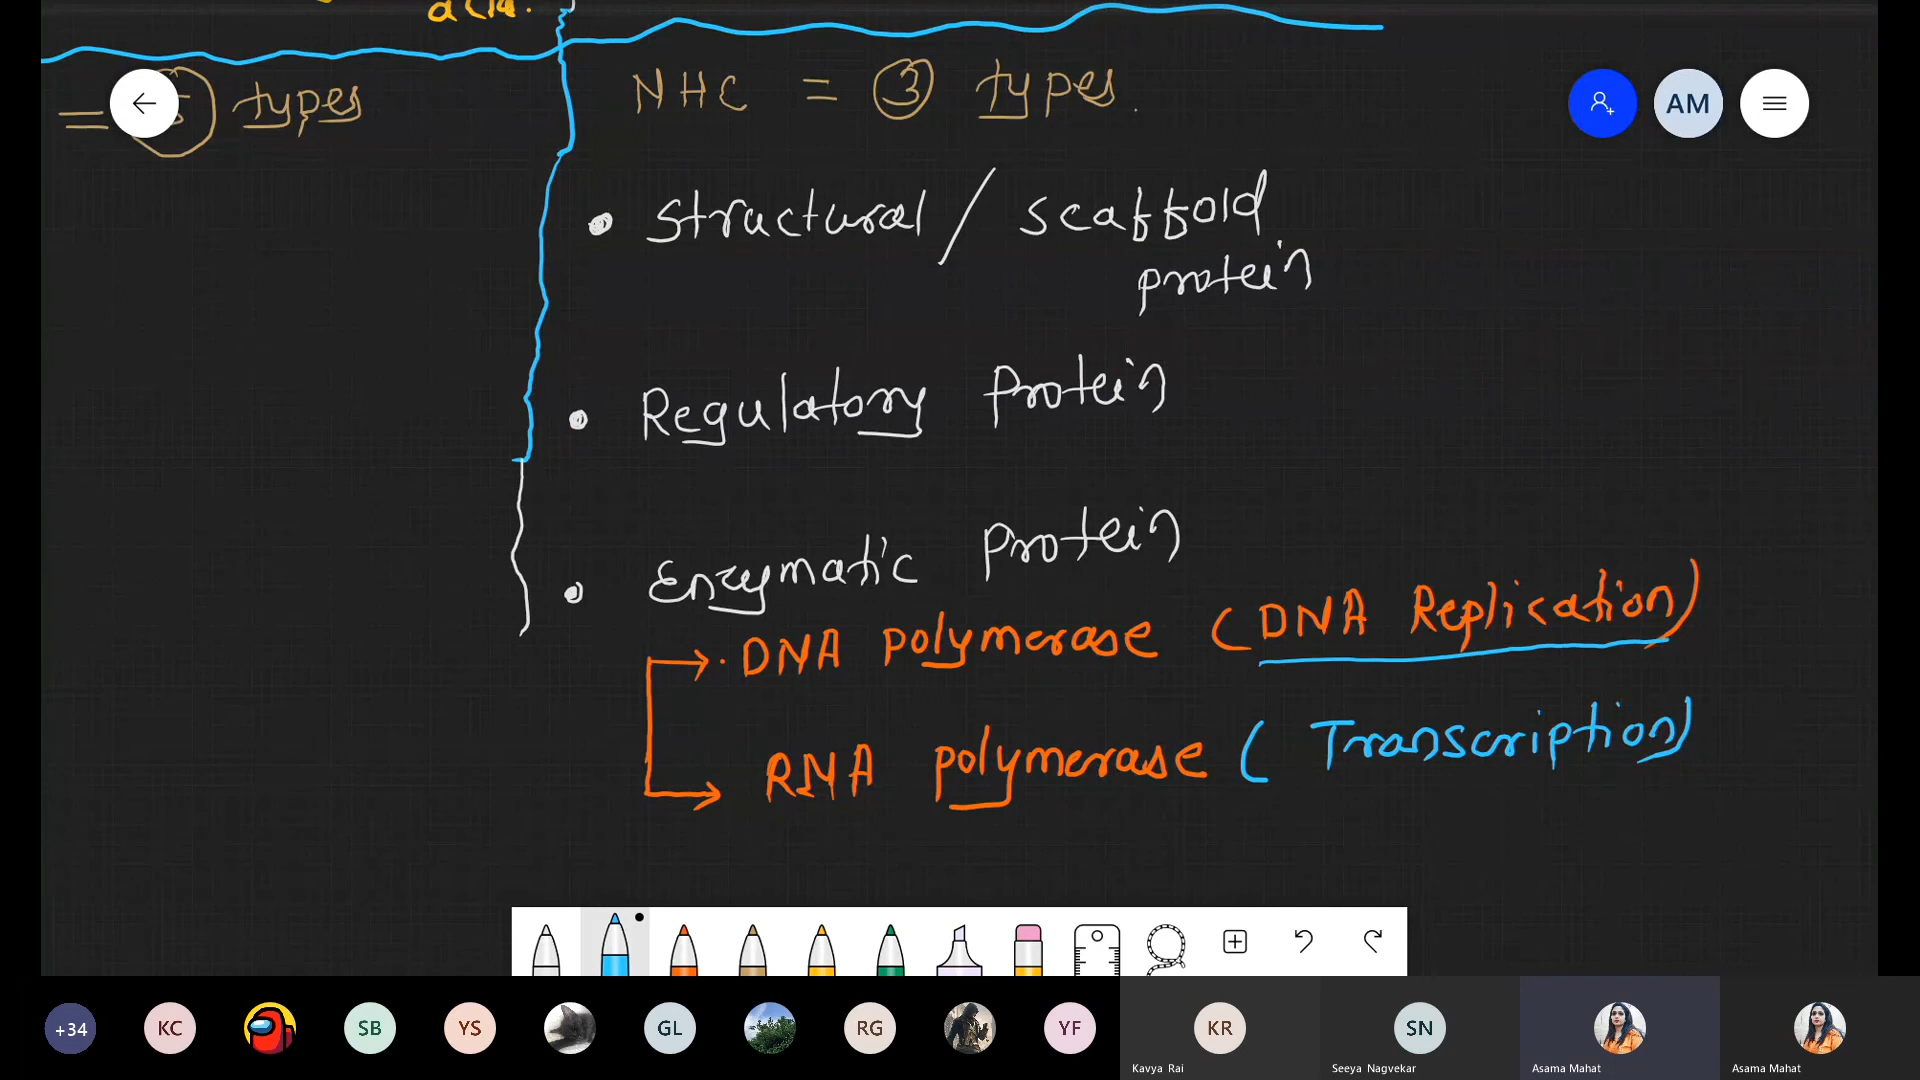 acid.
= types
NHC = 3 types.
• Structural / scaffold
protein
• Regulatory Protein
• Enzymatic Protein
→ DNA polymerase (DNA Replication)
→ RNA polymerase (Transcription)
AM
+34
KC
SB
YS
GL
RG
YF
KR
SN
Kavya Rai
Seeya Nagvekar
Asama Mahat
Asama Mahat